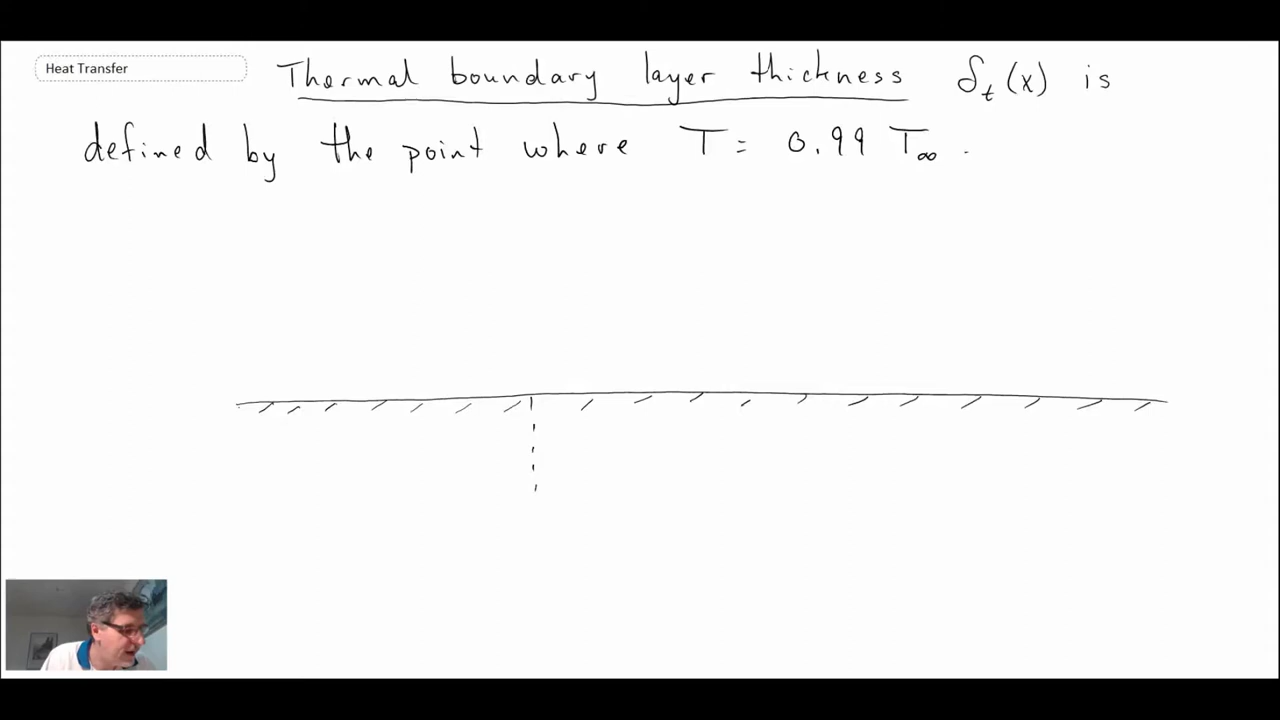 Heat Transfer
Thermal boundary layer thickness δₜ(x) is
defined by the point where T = 0.99 T∞.